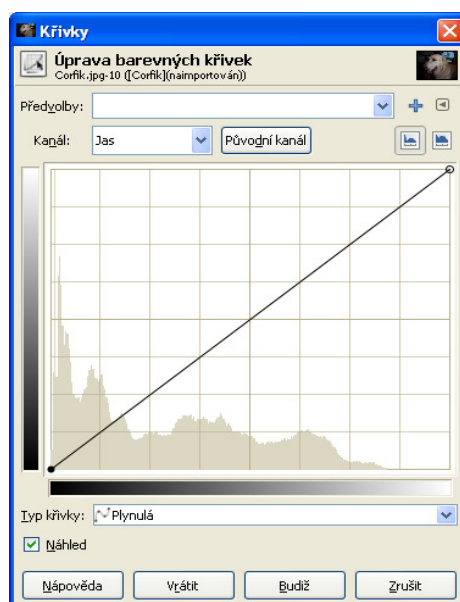 Křivky
Úprava barevných křivek
Corfik.jpg-10 ([Corfik](naimportován))
Předvolby:
Kanál: Jas Původní kanál
Typ křivky: Plynulá
Náhled
Nápověda Vrátit Budiž Zrušit